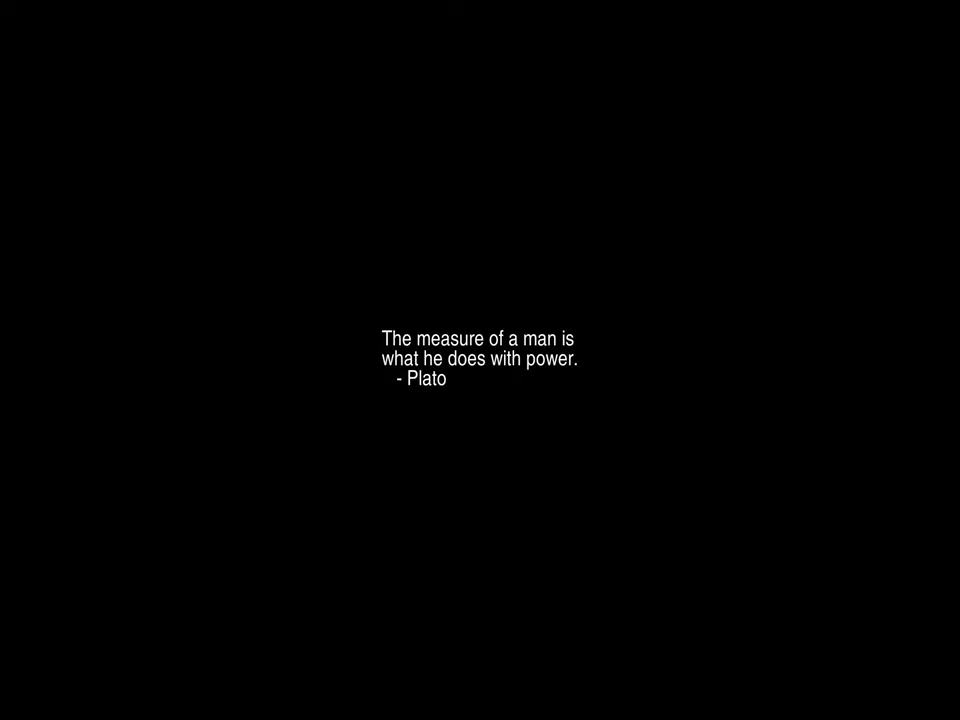 The measure of a man is
what he does with power.
- Plato